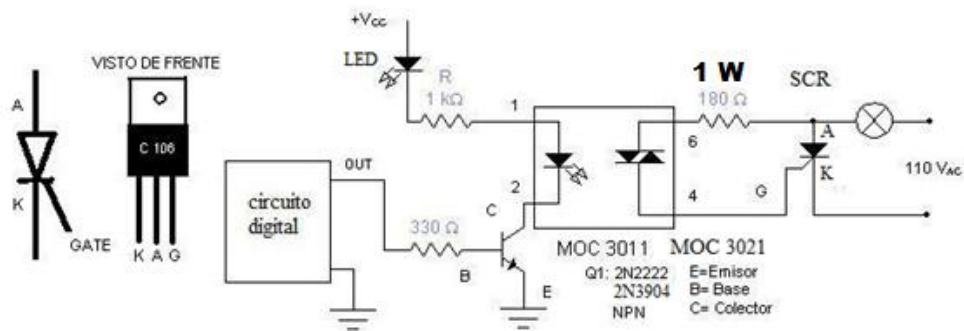 VISTO DE FRENTE
A
K
GATE
C 106
K A G
+Vcc
LED
R
1 kΩ
1
2
circuito
digital
OUT
330 Ω
B
C
E
1 W
180 Ω
6
4
SCR
A
K
G
110 VAC
MOC 3011 MOC 3021
Q1: 2N2222 E=Emisor
2N3904 B= Base
NPN C= Colector